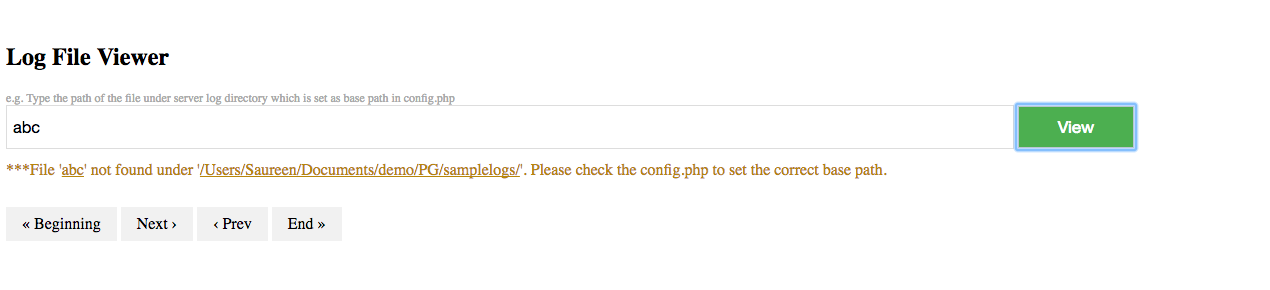 Log File Viewer
e.g. Type the path of the file under server log directory which is set as base path in config.php
abc
View
***File 'abc' not found under '/Users/Saureen/Documents/demo/PG/samplelogs/'. Please check the config.php to set the correct base path.
« Beginning Next › ‹ Prev End »